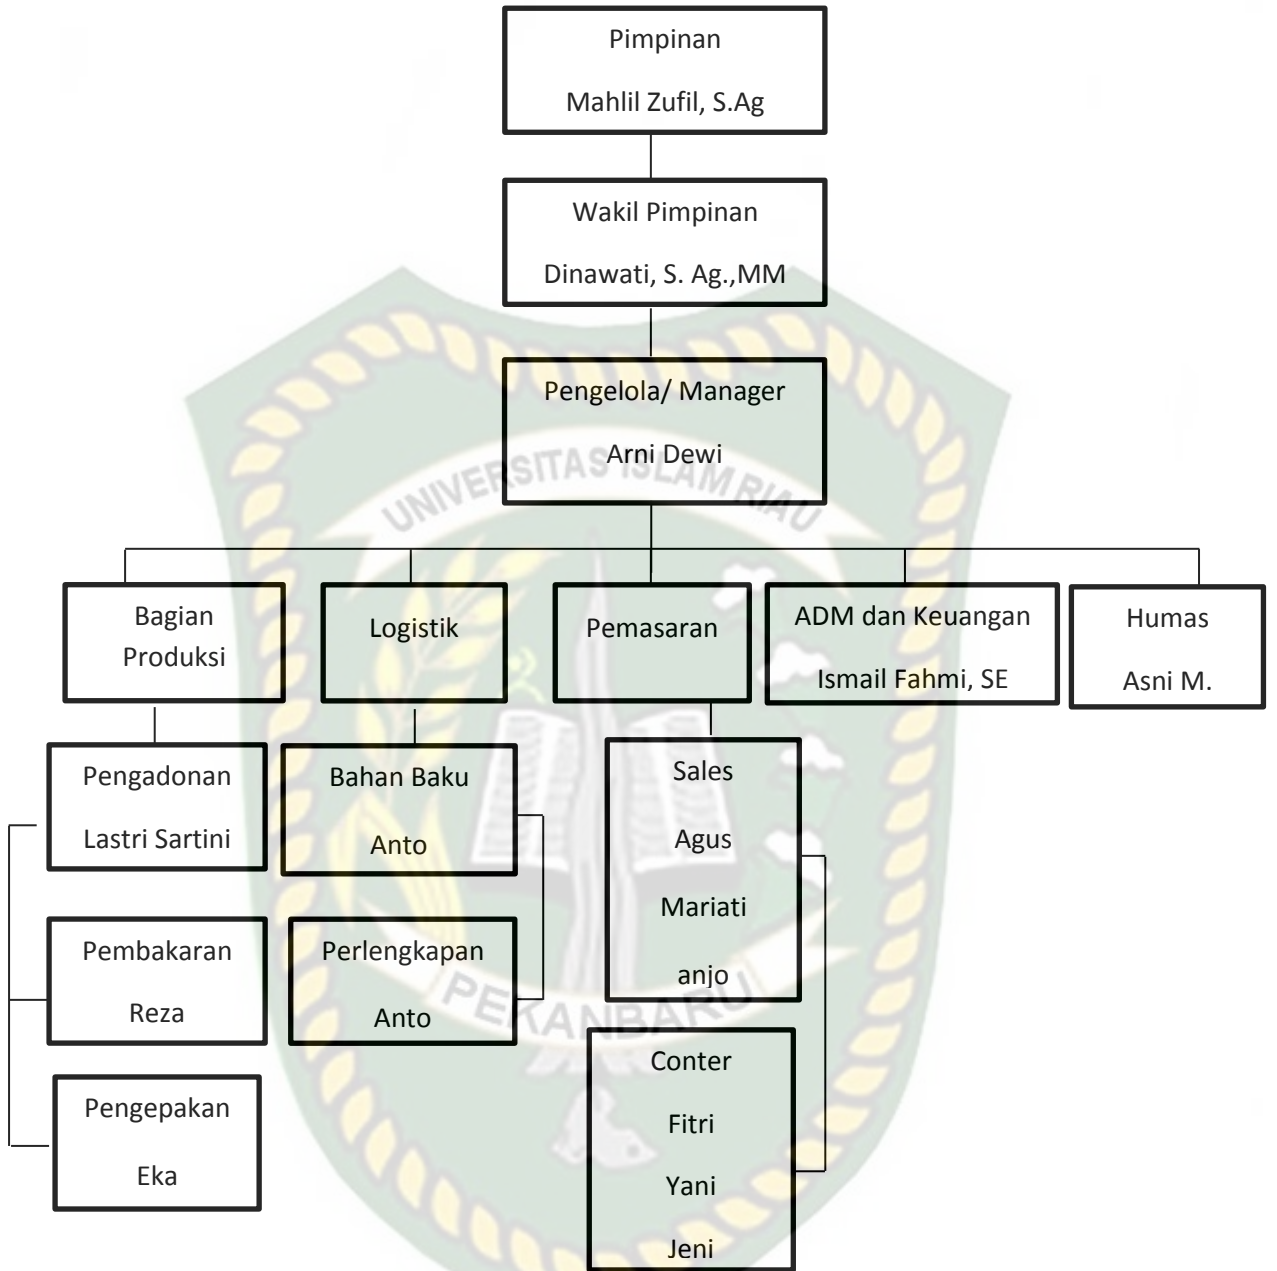 Pimpinan
Mahlil Zufil, S.Ag
Wakil Pimpinan
Dinawati, S. Ag.,MM
Pengelola/ Manager
Arni Dewi
UNIVERSITAS ISLAM RIAU
Bagian
Produksi
Logistik
Pemasaran
ADM dan Keuangan
Ismail Fahmi, SE
Humas
Asni M.
Pengadonan
Lastri Sartini
Bahan Baku
Anto
Sales
Agus
Mariati
anjo
Pembakaran
Reza
Perlengkapan
Anto
PEKANBARU
Conter
Fitri
Yani
Jeni
Pengepakan
Eka